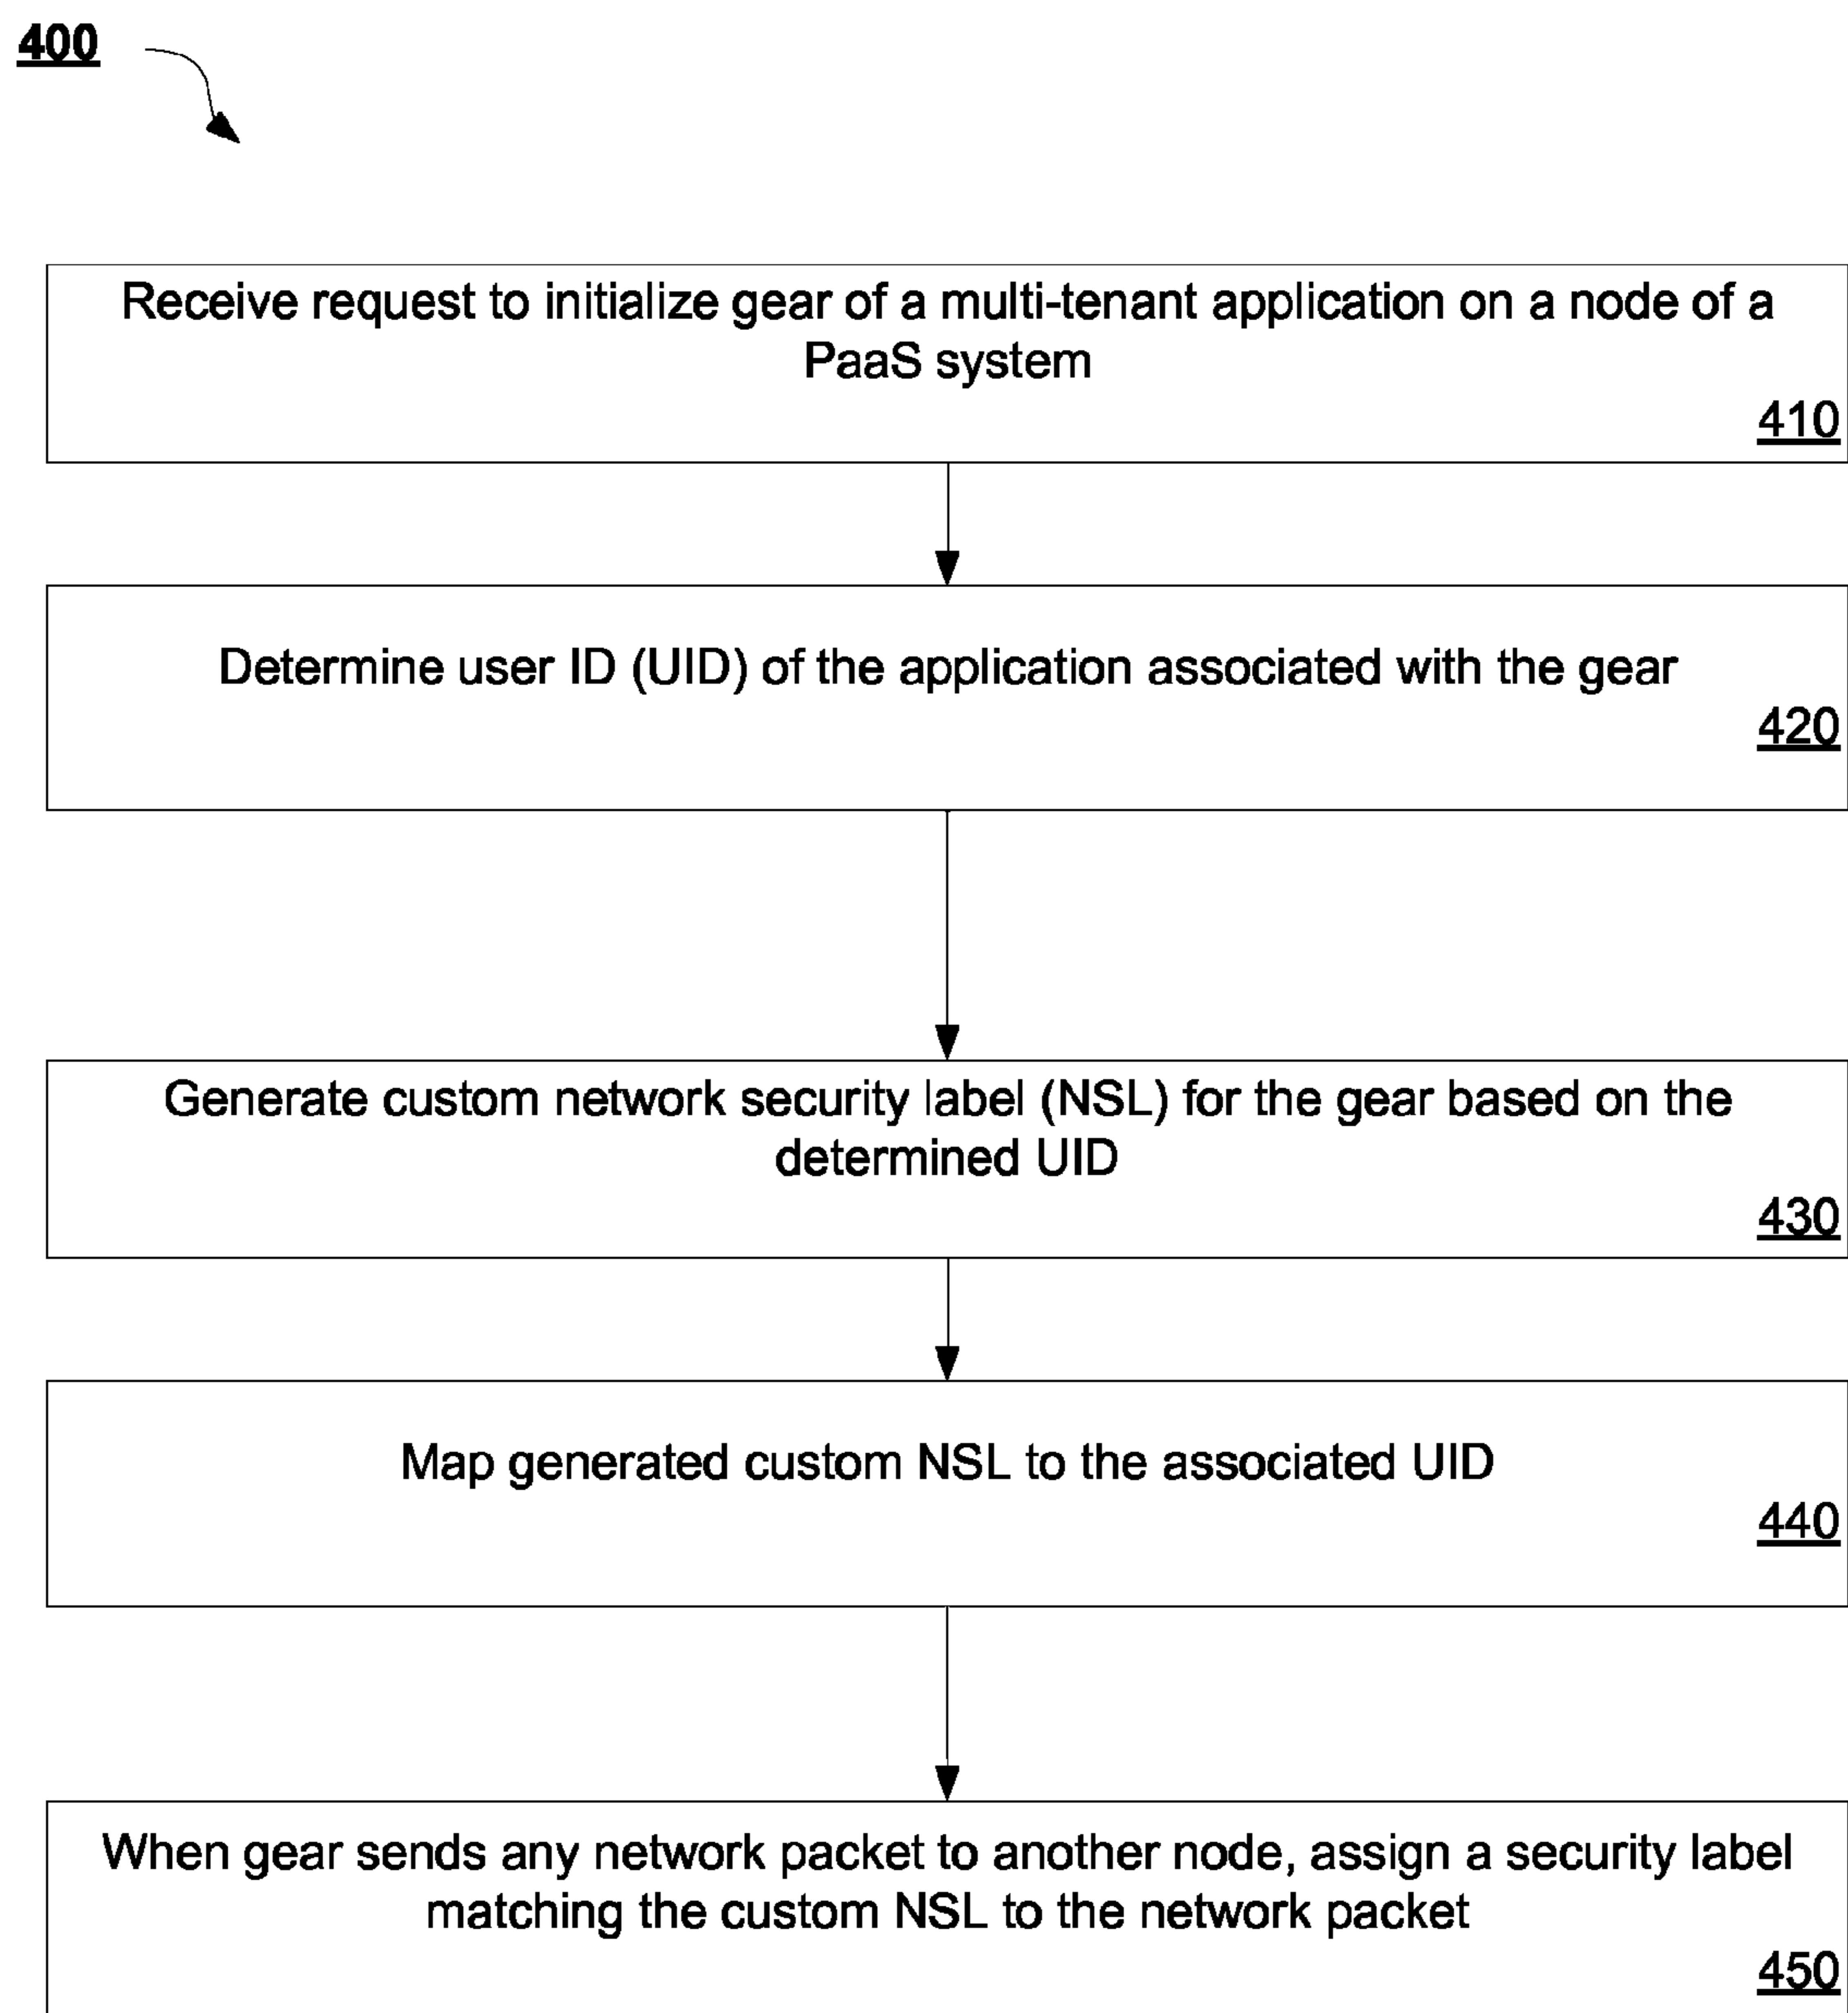 400
Receive request to initialize gear of a multi-tenant application on a node of a
PaaS system
410
Determine user ID (UID) of the application associated with the gear
420
Generate custom network security label (NSL) for the gear based on the
determined UID
430
Map generated custom NSL to the associated UID
440
When gear sends any network packet to another node, assign a security label
matching the custom NSL to the network packet
450